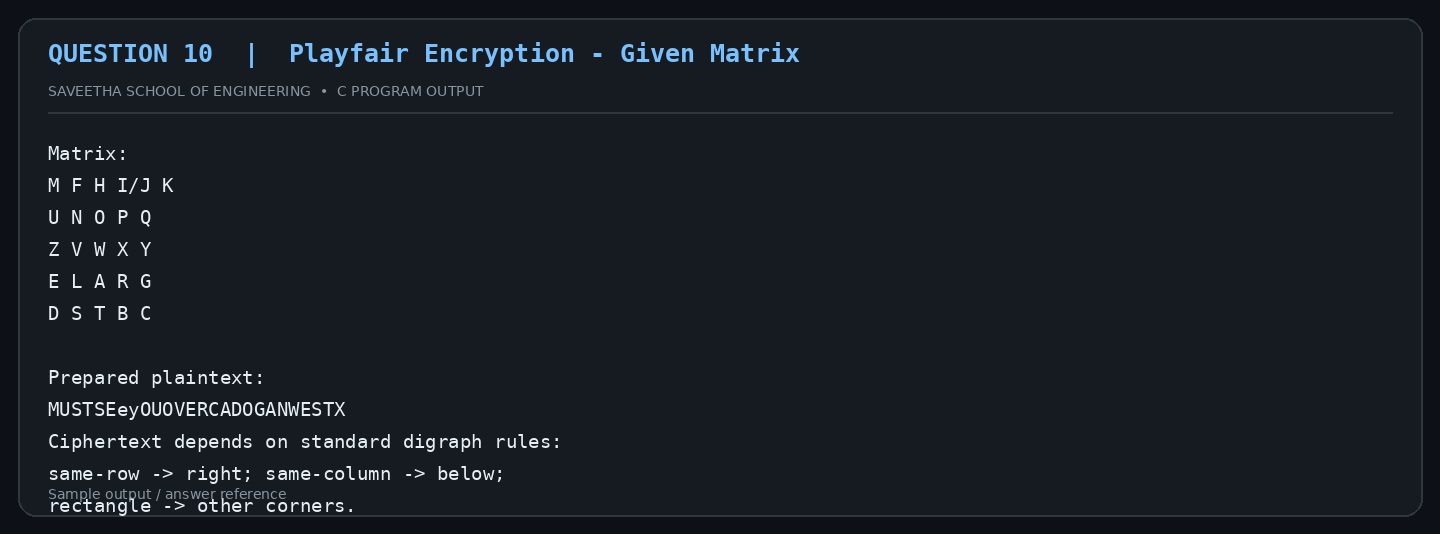 QUESTION 10 | Playfair Encryption - Given Matrix
SAVEETHA SCHOOL OF ENGINEERING • C PROGRAM OUTPUT
Matrix:
M F H I/J K
U N O P Q
Z V W X Y
E L A R G
D S T B C
Prepared plaintext:
MUSTSEeyOUOVERCADOGANWESTX
Ciphertext depends on standard digraph rules:
same-row -> right; same-column -> below;
Sample output / answer reference
rectangle -> other corners.